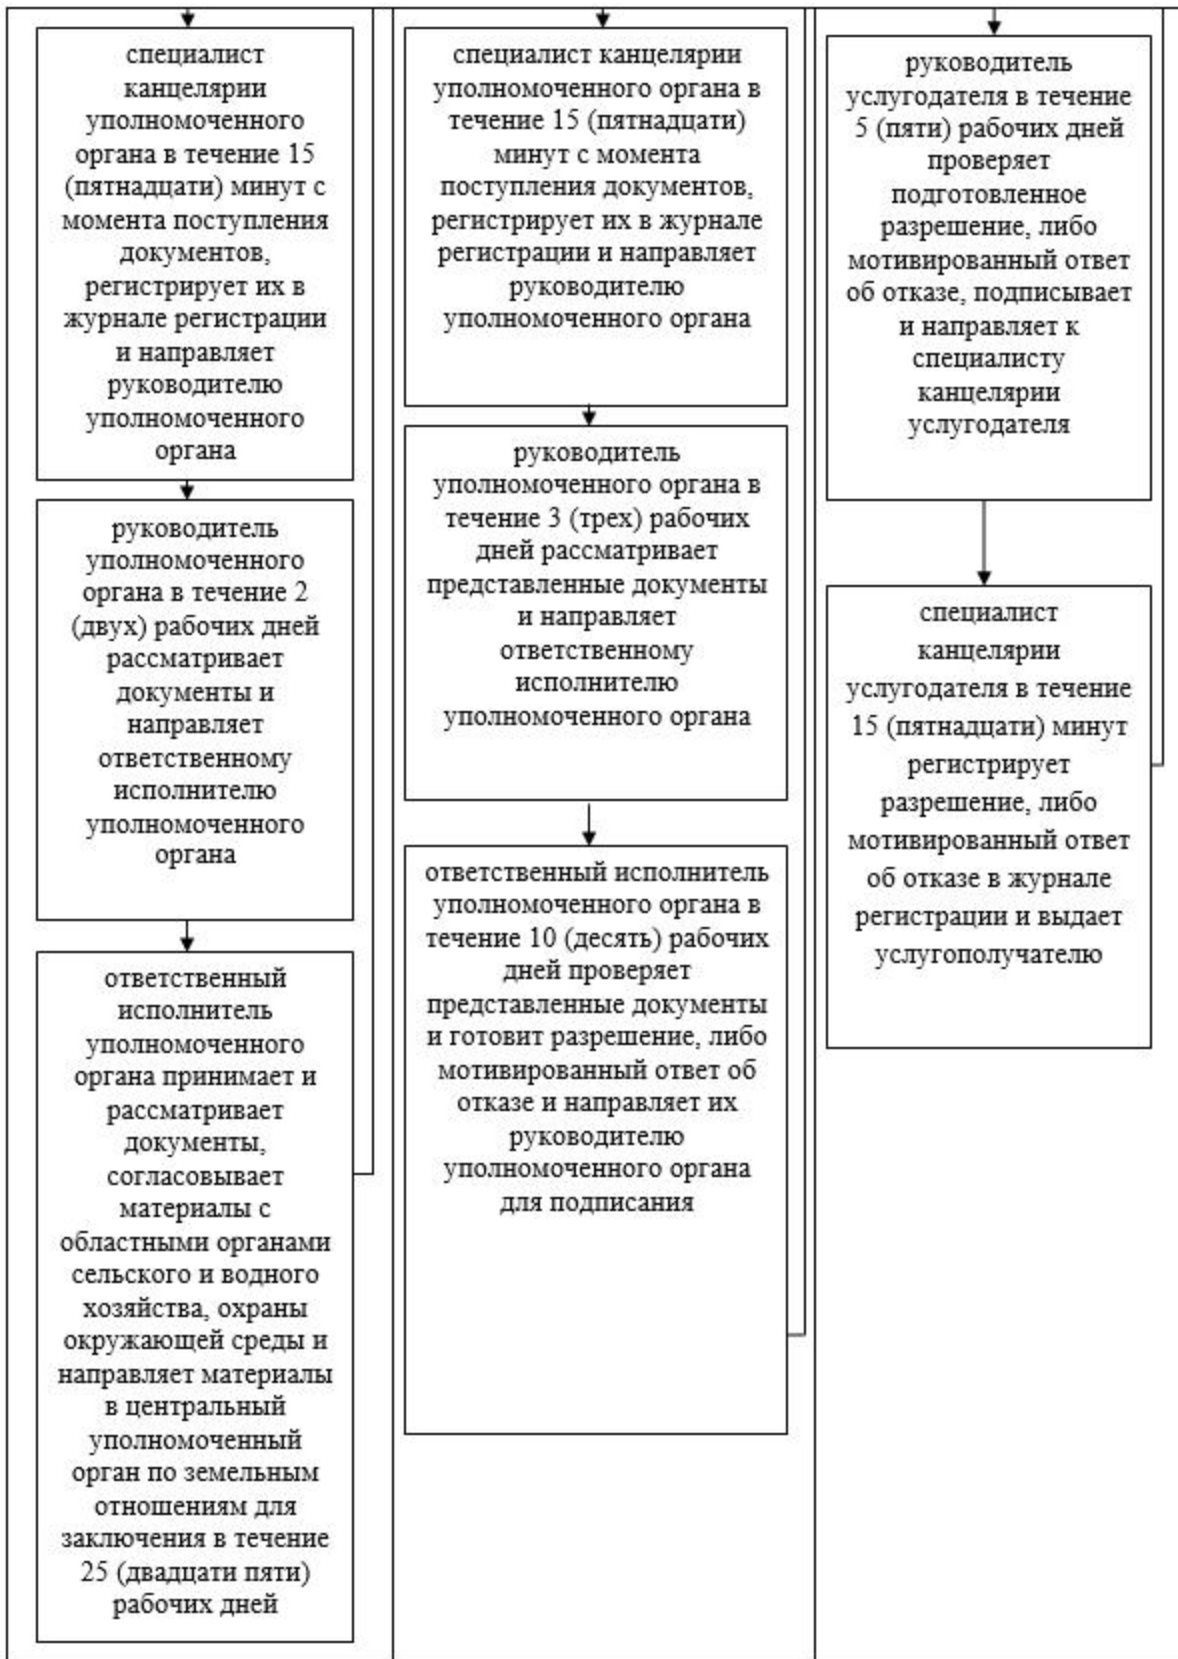 специалист
канцелярии
уполномоченного
органа в течение 15
(пятнадцати) минут с
момента поступления
документов,
регистрирует их в
журнале регистрации
и направляет
руководителю
уполномоченного
органа
руководитель
уполномоченного
органа в течение 2
(двух) рабочих дней
рассматривает
документы и
направляет
ответственному
исполнителю
уполномоченного
органа
ответственный
исполнитель
уполномоченного
органа принимает и
рассматривает
документы,
согласовывает
материалы с
областными органами
сельского и водного
хозяйства, охраны
окружающей среды и
направляет материалы
в центральный
уполномоченный
орган по земельным
отношениям для
заключения в течение
25 (двадцати пяти)
рабочих дней
специалист канцелярии
уполномоченного органа в
течение 15 (пятнадцати)
минут с момента
поступления документов,
регистрирует их в журнале
регистрации и направляет
руководителю
уполномоченного органа
руководитель
уполномоченного органа в
течение 3 (трех) рабочих
дней рассматривает
представленные документы
и направляет
ответственному
исполнителю
уполномоченного органа
ответственный исполнитель
уполномоченного органа в
течение 10 (десять) рабочих
дней проверяет
представленные документы
и готовит разрешение, либо
мотивированный ответ об
отказе и направляет их
руководителю
уполномоченного органа
для подписания
руководитель
услугодателя в течение
5 (пяти) рабочих дней
проверяет
подготовленное
разрешение, либо
мотивированный ответ
об отказе, подписывает
и направляет к
специалисту
канцелярии
услугодателя
специалист
канцелярии
услугодателя в течение
15 (пятнадцати) минут
регистрирует
разрешение, либо
мотивированный ответ
об отказе в журнале
регистрации и выдает
услугополучателю